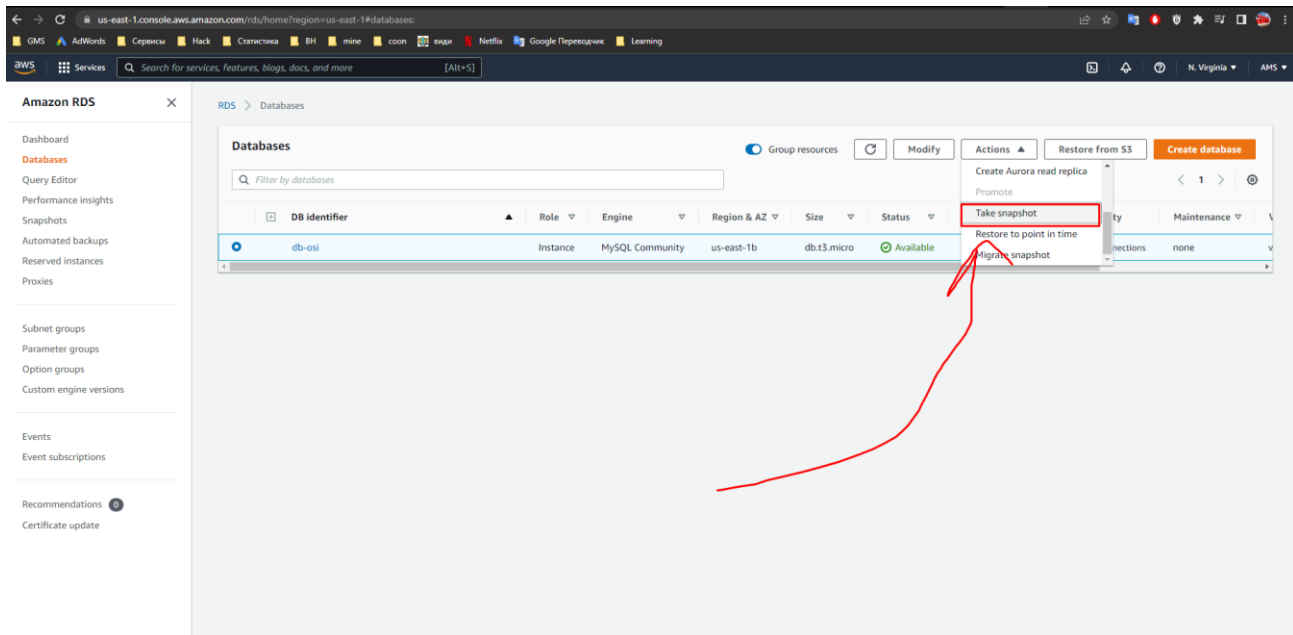 us-east-1.console.aws.amazon.com/rds/home?region=us-east-1#databases:
GMS AdWords Сервисы Hack Статистика ВН mine coon види Netflix Google Переводчик Learning
aws Services Search for services, features, blogs, docs, and more [Alt+S] N. Virginia AMS
Amazon RDS
Dashboard
Databases
Query Editor
Performance insights
Snapshots
Automated backups
Reserved instances
Proxies
Subnet groups
Parameter groups
Option groups
Custom engine versions
Events
Event subscriptions
Recommendations 0
Certificate update
RDS > Databases
Databases
Group resources Modify Actions Restore from S3 Create database
Filter by databases
1
DB identifier Role Engine Region & AZ Size Status ty Maintenance V
db-osi Instance MySQL Community us-east-1b db.t3.micro Available nections none v
Create Aurora read replica
Promote
Take snapshot
Restore to point in time
Migrate snapshot